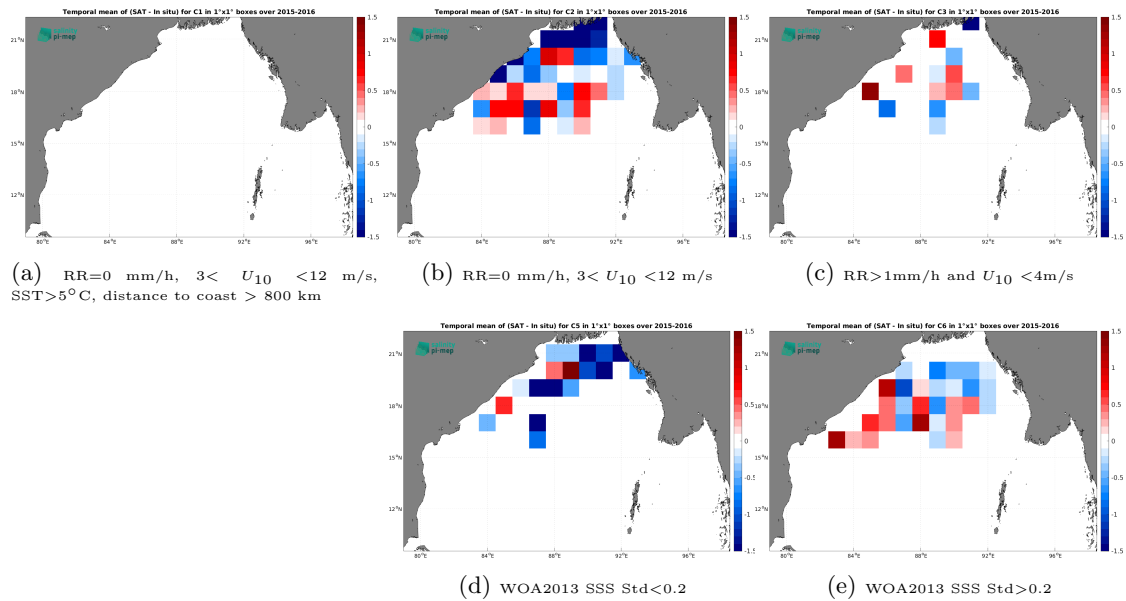 Temporal mean of (SAT - In situ) for C1 in 1°x1° boxes over 2015-2016
21°N
18°N
15°N
12°N
80°E 84°E 88°E 92°E 96°E
1.5
1
0.5
0
-0.5
-1
-1.5
pi-mep
(a) RR=0 mm/h, 3< U10 <12 m/s,
SST>5°C, distance to coast > 800 km
Temporal mean of (SAT - In situ) for C2 in 1°x1° boxes over 2015-2016
21°N
18°N
15°N
12°N
80°E 84°E 88°E 92°E 96°E
1.5
1
0.5
0
-0.5
-1
-1.5
pi-mep
(b) RR=0 mm/h, 3< U10 <12 m/s
Temporal mean of (SAT - In situ) for C3 in 1°x1° boxes over 2015-2016
21°N
18°N
15°N
12°N
80°E 84°E 88°E 92°E 96°E
1.5
1
0.5
0
-0.5
-1
-1.5
pi-mep
(c) RR>1mm/h and U10 <4m/s
Temporal mean of (SAT - In situ) for C5 in 1°x1° boxes over 2015-2016
21°N
18°N
15°N
12°N
80°E 84°E 88°E 92°E 96°E
1.5
1
0.5
0
-0.5
-1
-1.5
pi-mep
(d) WOA2013 SSS Std<0.2
Temporal mean of (SAT - In situ) for C6 in 1°x1° boxes over 2015-2016
21°N
18°N
15°N
12°N
80°E 84°E 88°E 92°E 96°E
1.5
1
0.5
0
-0.5
-1
-1.5
pi-mep
(e) WOA2013 SSS Std>0.2